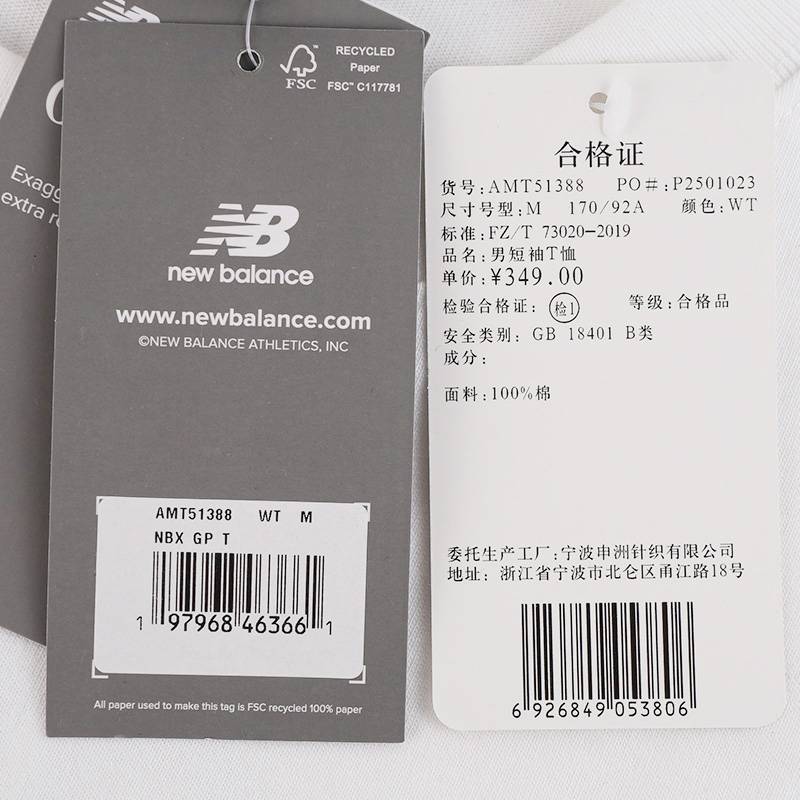 Exagg
extra r
FSC
RECYCLED
Paper
FSC™ C117781
new balance
www.newbalance.com
©NEW BALANCE ATHLETICS, INC
AMT51388 WT M
NBX GP T
1 97968 46366 1
All paper used to make this tag is FSC recycled 100% paper
合格证
货号:AMT51388 PO#:P2501023
尺寸号型:M 170/92A 颜色:WT
标准:FZ/T 73020-2019
品名:男短袖T恤
单价:¥349.00
检验合格证: 检1 等级:合格品
安全类别: GB 18401 B类
成分:
面料:100%棉
委托生产工厂:宁波申洲针织有限公司
地址: 浙江省宁波市北仑区甬江路18号
6 926849 053806